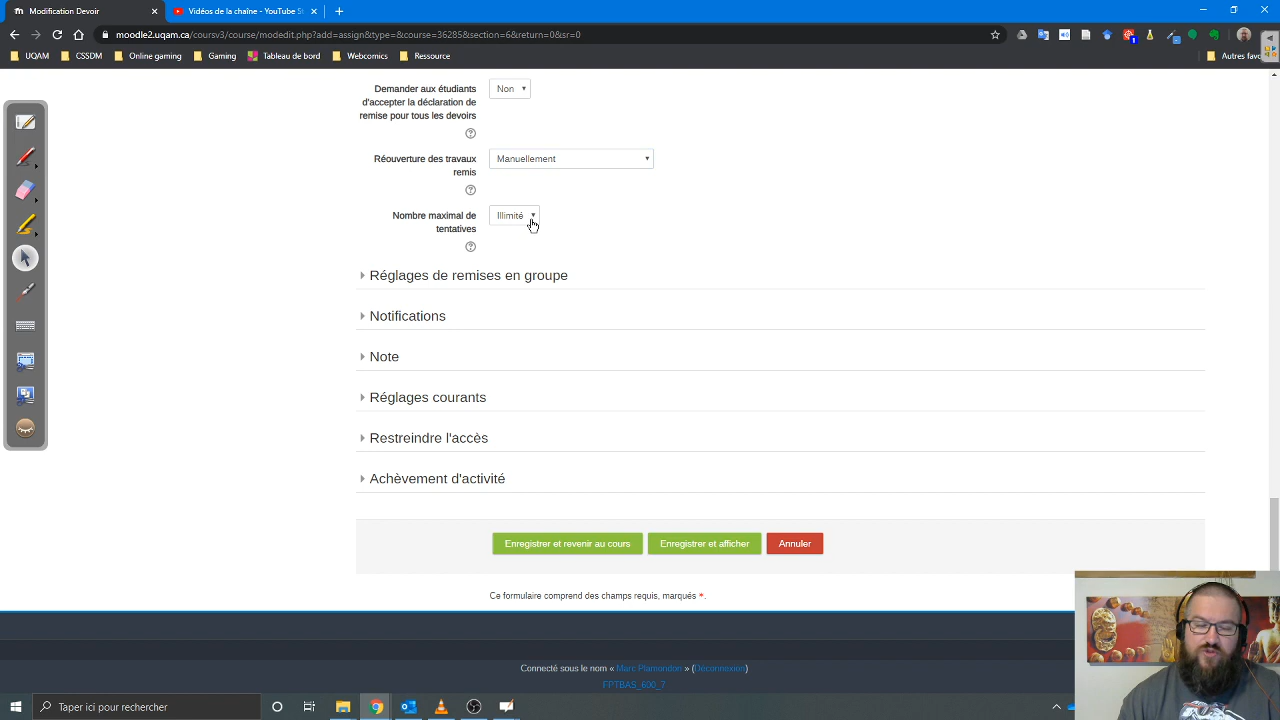 Modification Devoir
Vidéos de la chaîne - YouTube St
moodle2.uqam.ca/coursv3/course/modedit.php?add=assign&type=&course=36285&section=6&return=0&sr=0
UQAM
CSSDM
Online gaming
Gaming
Tableau de bord
Webcomics
Ressource
Autres favo
Demander aux étudiants
d'accepter la déclaration de
remise pour tous les devoirs
Non
Réouverture des travaux
remis
Manuellement
Nombre maximal de
tentatives
Illimité
Réglages de remises en groupe
Notifications
Note
Réglages courants
Restreindre l'accès
Achèvement d'activité
Enregistrer et revenir au cours
Enregistrer et afficher
Annuler
Ce formulaire comprend des champs requis, marqués *.
Connecté sous le nom « Marc Plamondon » (Déconnexion)
FPTBAS_600_7
Taper ici pour rechercher